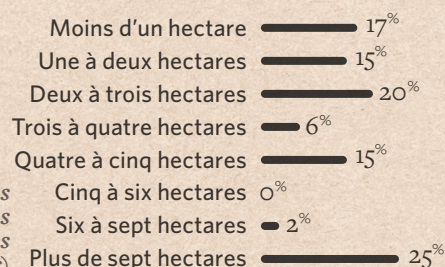 Moins d'un hectare 17%
Une à deux hectares 15%
Deux à trois hectares 20%
Trois à quatre hectares 6%
Quatre à cinq hectares 15%
s Cinq à six hectares 0%
s Six à sept hectares 2%
s Plus de sept hectares 25%